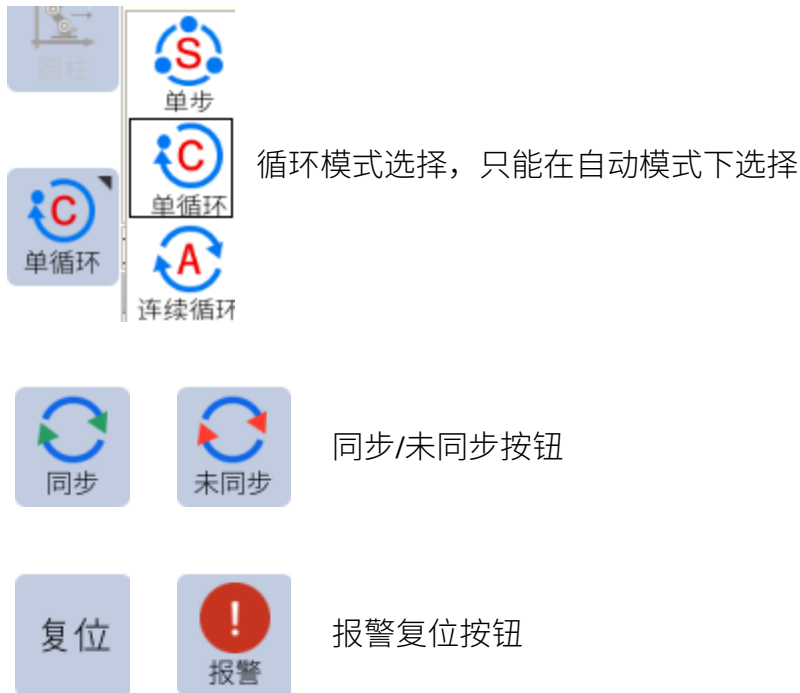 圆柱
S
单步
C
单循环
循环模式选择，只能在自动模式下选择
C
单循环
A
连续循环
同步
未同步
同步/未同步按钮
复位
!
报警
报警复位按钮